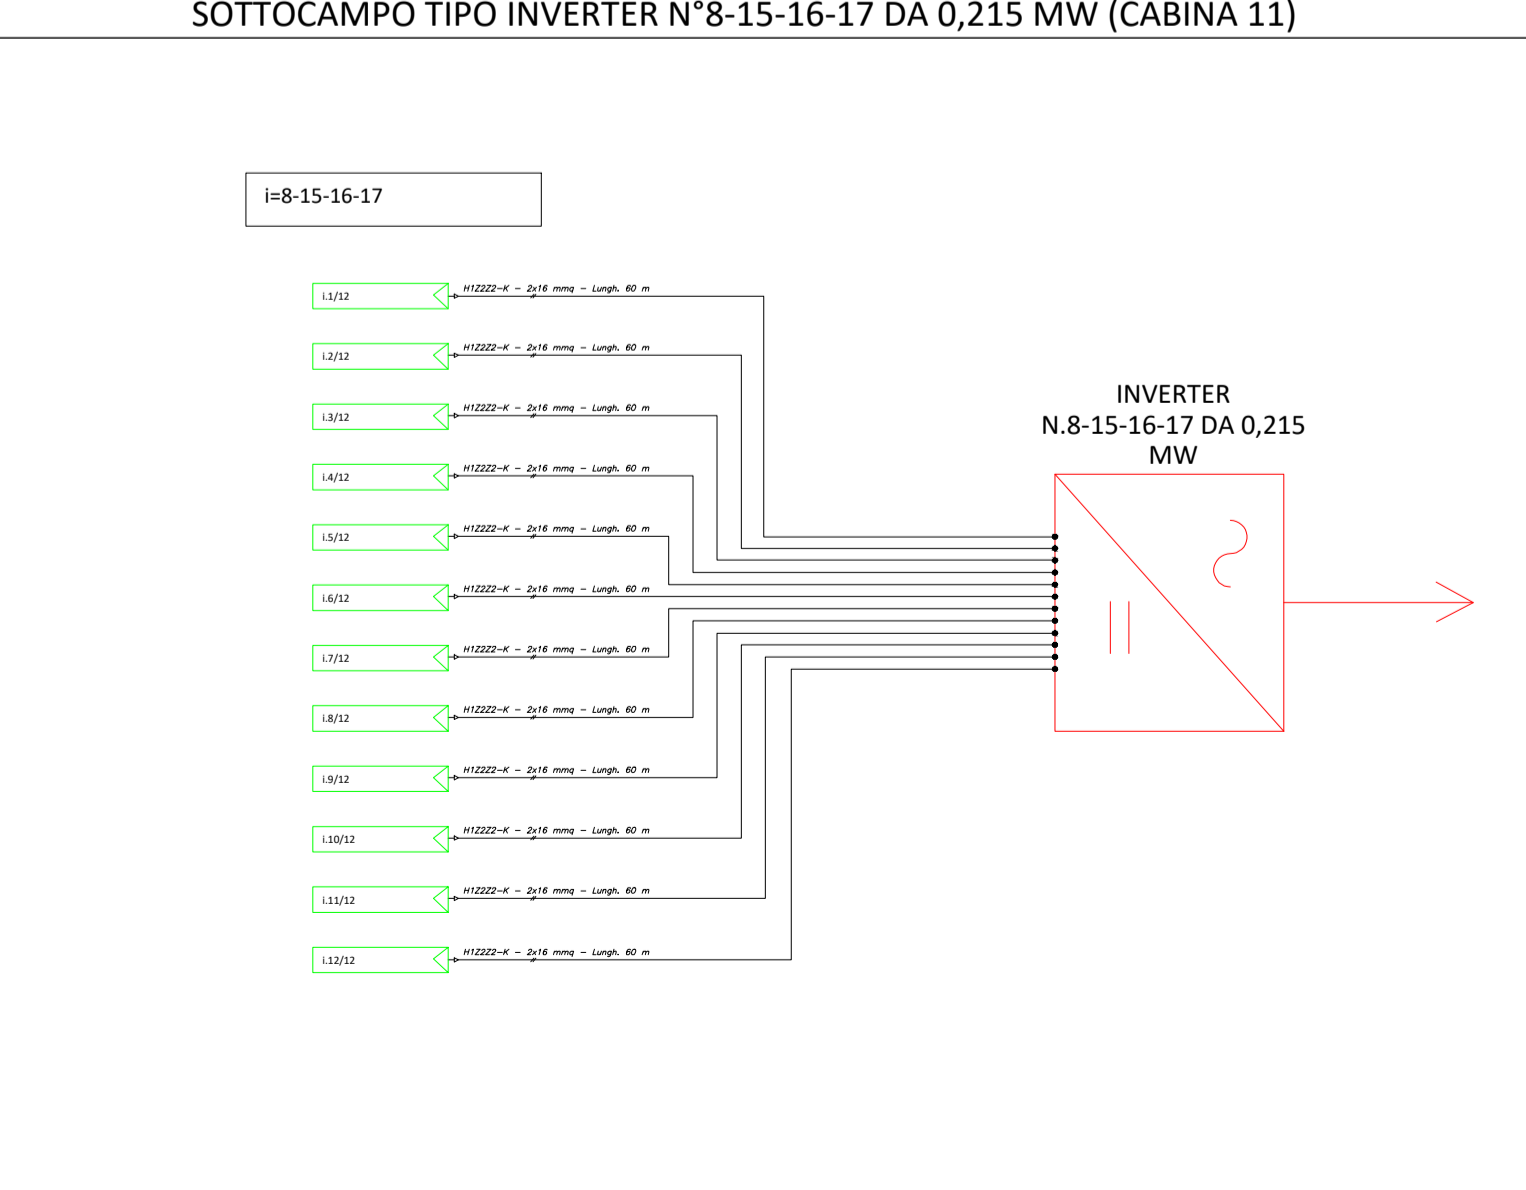 SOTTOCAMPO TIPO INVERTER N°8-15-16-17 DA 0,215 MW (CABINA 11)
i=8-15-16-17
i.1/12
H1Z2Z2-K - 2x16 mmq - Lungh. 60 m
i.2/12
H1Z2Z2-K - 2x16 mmq - Lungh. 60 m
i.3/12
H1Z2Z2-K - 2x16 mmq - Lungh. 60 m
i.4/12
H1Z2Z2-K - 2x16 mmq - Lungh. 60 m
i.5/12
H1Z2Z2-K - 2x16 mmq - Lungh. 60 m
i.6/12
H1Z2Z2-K - 2x16 mmq - Lungh. 60 m
i.7/12
H1Z2Z2-K - 2x16 mmq - Lungh. 60 m
i.8/12
H1Z2Z2-K - 2x16 mmq - Lungh. 60 m
i.9/12
H1Z2Z2-K - 2x16 mmq - Lungh. 60 m
i.10/12
H1Z2Z2-K - 2x16 mmq - Lungh. 60 m
i.11/12
H1Z2Z2-K - 2x16 mmq - Lungh. 60 m
i.12/12
H1Z2Z2-K - 2x16 mmq - Lungh. 60 m
INVERTER
N.8-15-16-17 DA 0,215
MW